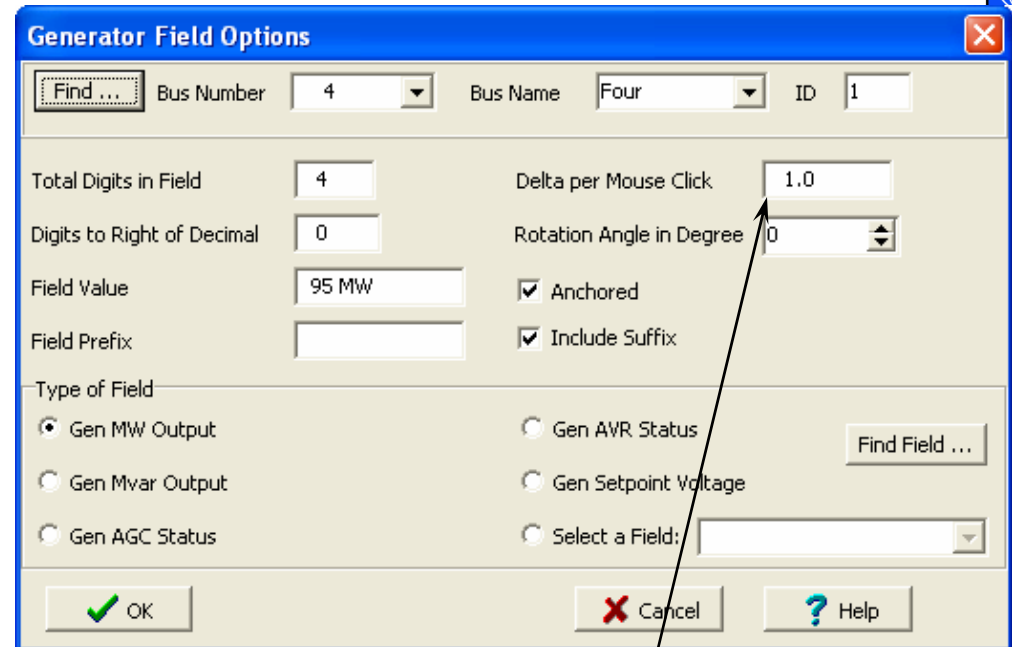 Generator Field Options
Find ... Bus Number 4 Bus Name Four ID 1
Total Digits in Field 4 Delta per Mouse Click 1.0
Digits to Right of Decimal 0 Rotation Angle in Degree 0
Field Value 95 MW Anchored
Field Prefix Include Suffix
Type of Field
Gen MW Output Gen AVR Status Find Field ...
Gen Mvar Output Gen Setpoint Voltage
Gen AGC Status Select a Field:
OK Cancel ? Help